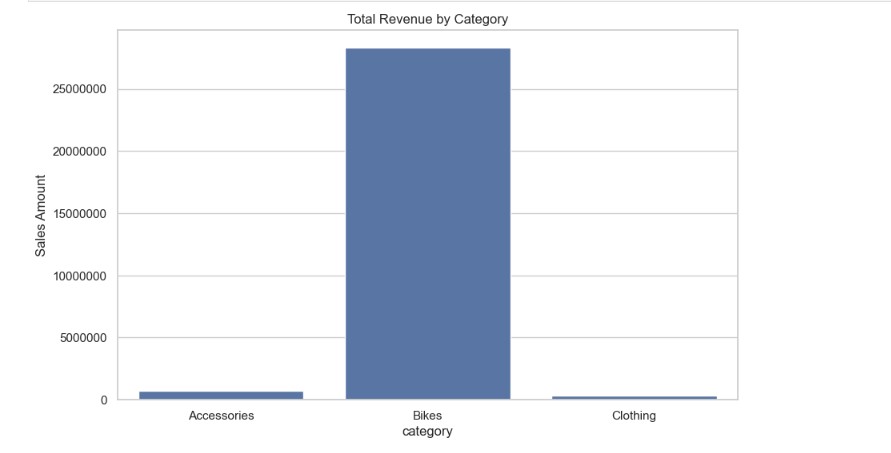 Total Revenue by Category
Sales Amount
25000000
20000000
15000000
10000000
5000000
0
Accessories
Bikes
Clothing
category